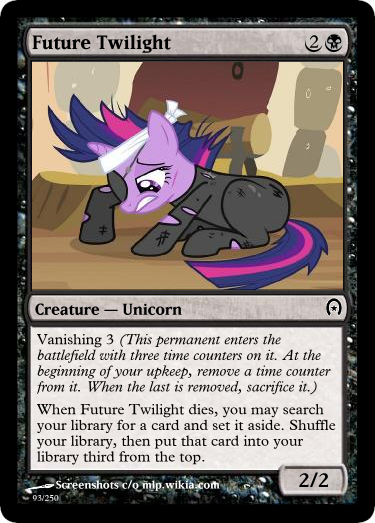 Future Twilight 2
Creature — Unicorn
Vanishing 3 (This permanent enters the
battlefield with three time counters on it. At the
beginning of your upkeep, remove a time counter
from it. When the last is removed, sacrifice it.)
When Future Twilight dies, you may search
your library for a card and set it aside. Shuffle
your library, then put that card into your
library third from the top.
2/2
Screenshots c/o mlp.wikia.com
93/250